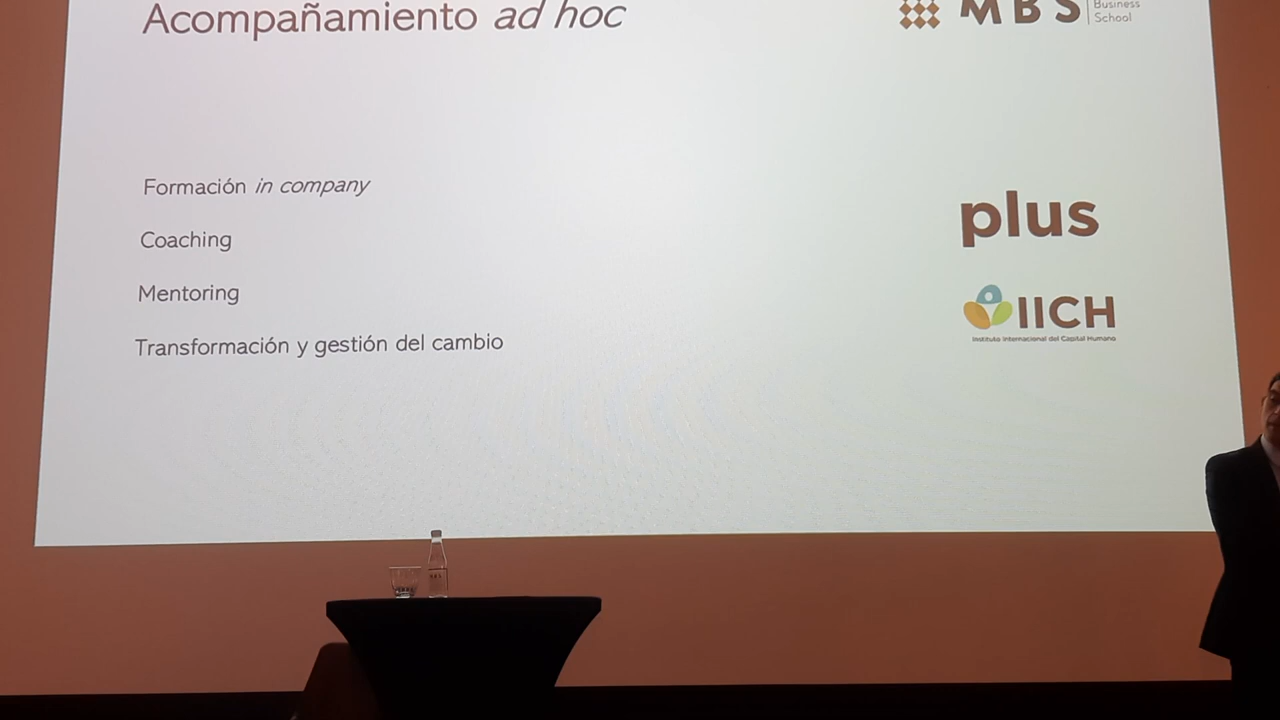 Acompañamiento ad hoc
MBS
Business
School
Formación in company
Coaching
Mentoring
Transformación y gestión del cambio
plus
IICH
Instituto Internacional del Capital Humano